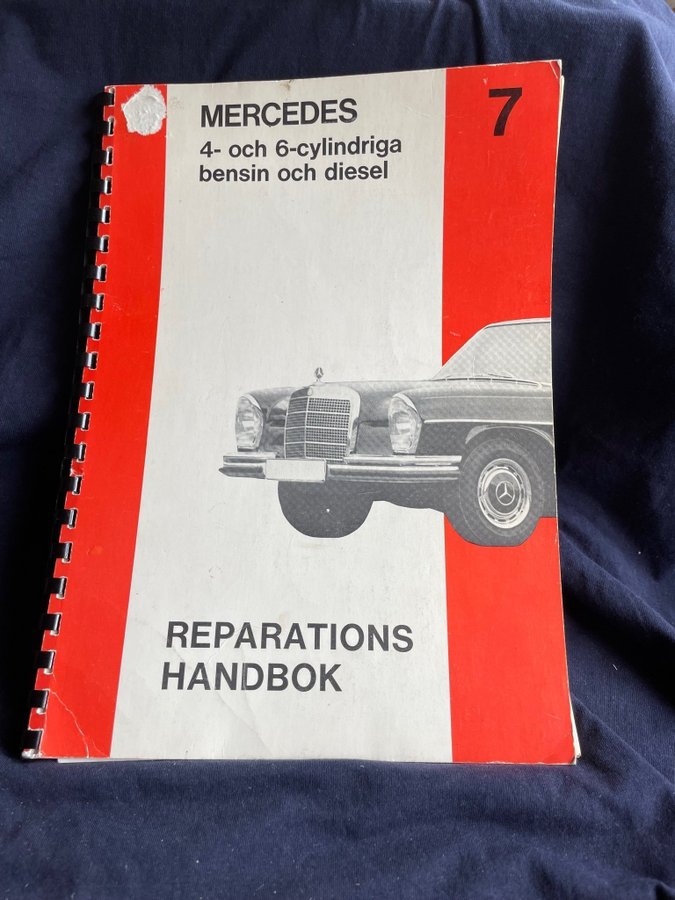 MERCEDES
4- och 6-cylindriga
bensin och diesel
7
REPARATIONS
HANDBOK